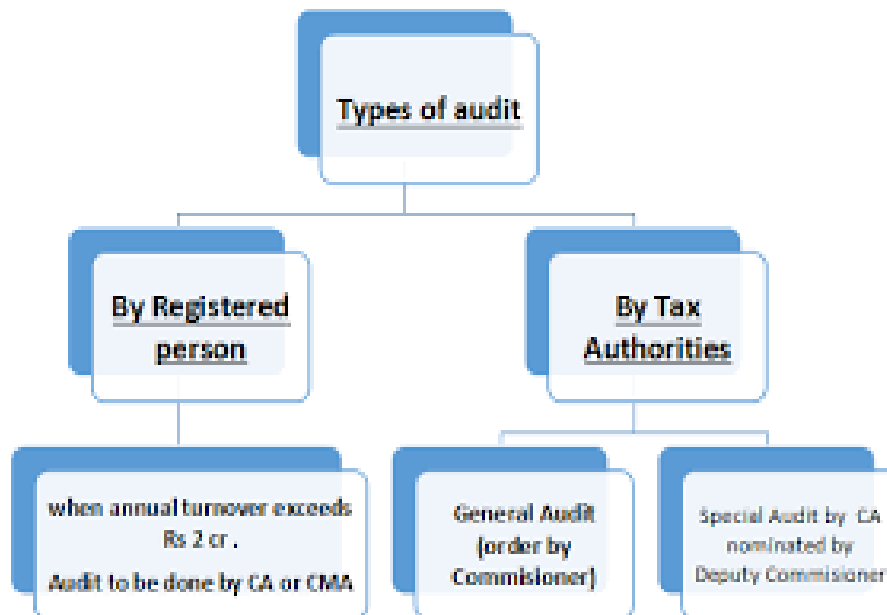 Types of audit
By Registered
person
By Tax
Authorities
when annual turnover exceeds
Rs 2 cr .
Audit to be done by CA or CMA
General Audit
(order by
Commisioner)
Special Audit by CA
nominated by
Deputy Commisioner